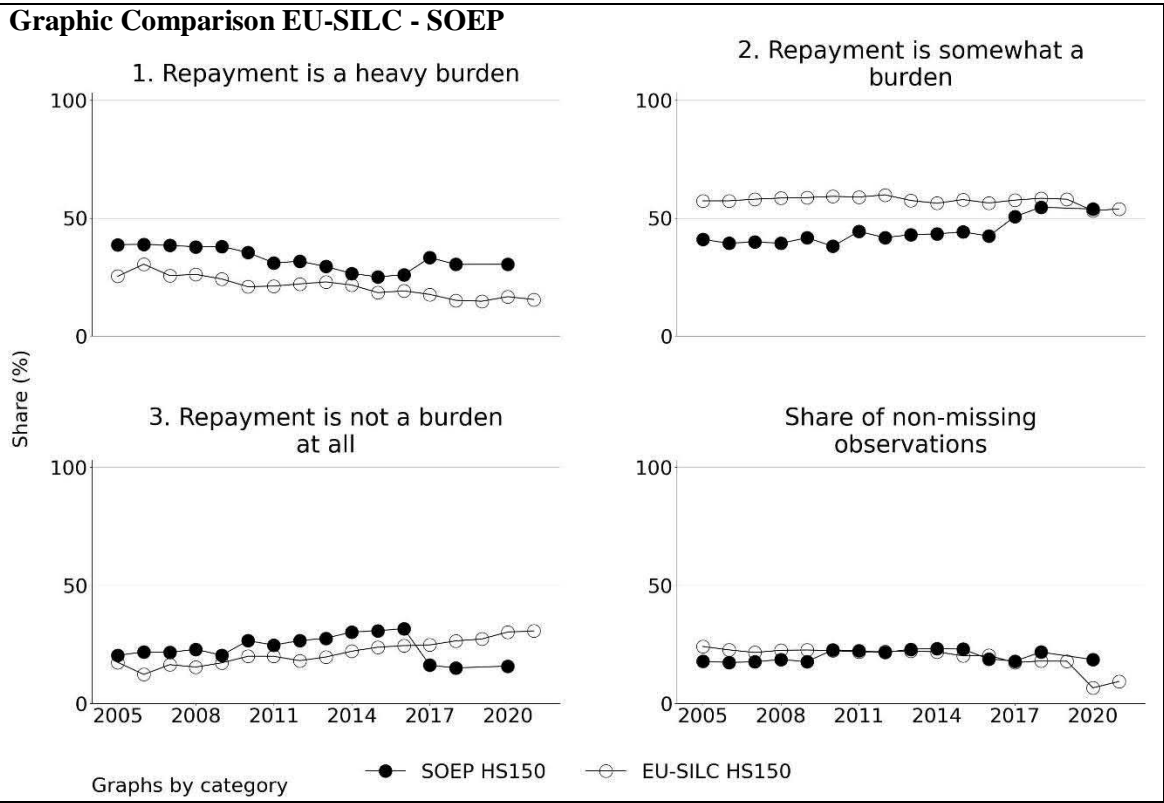 Graphic Comparison EU-SILC - SOEP
1. Repayment is a heavy burden
100
50
0
2. Repayment is somewhat a
burden
100
50
0
Share (%)
3. Repayment is not a burden
at all
100
50
0
2005 2008 2011 2014 2017 2020
Share of non-missing
observations
100
50
0
2005 2008 2011 2014 2017 2020
SOEP HS150 EU-SILC HS150
Graphs by category